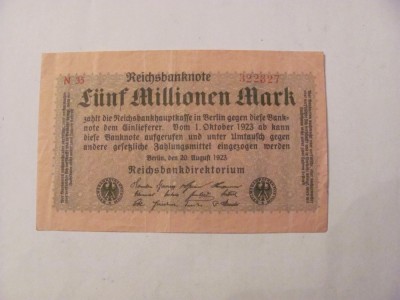 N 33 Reichsbanknote 322827
Fünf Millionen Mark
zahlt die Reichsbankhauptkasse in Berlin gegen diese Bank-
note dem Einlieferer. Vom 1. Oktober 1923 ab kann
diese Banknote aufgerufen und unter Umtausch gegen
andere gesetzliche Zahlungsmittel eingezogen werden
Berlin, den 20. August 1923
Reichsbankdirektorium